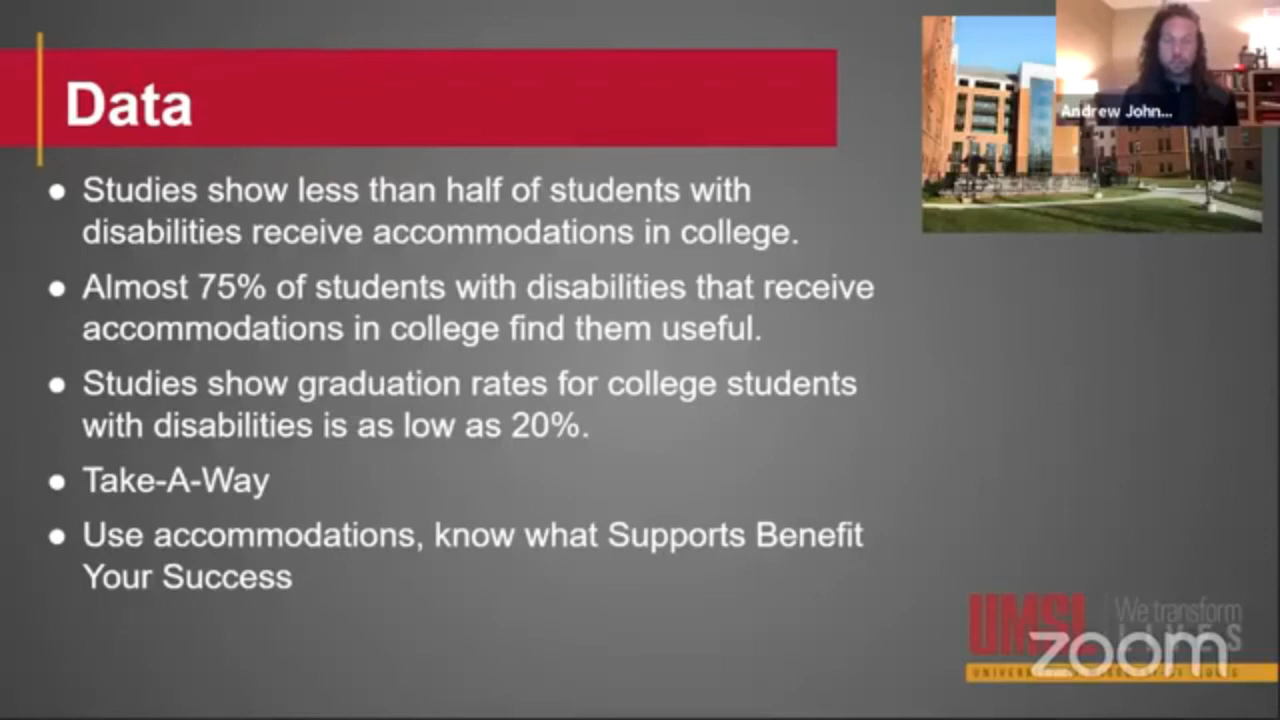 Data
Andrew John...
● Studies show less than half of students with
disabilities receive accommodations in college.
● Almost 75% of students with disabilities that receive
accommodations in college find them useful.
● Studies show graduation rates for college students
with disabilities is as low as 20%.
● Take-A-Way
● Use accommodations, know what Supports Benefit
Your Success
UMSL We transform
zoom